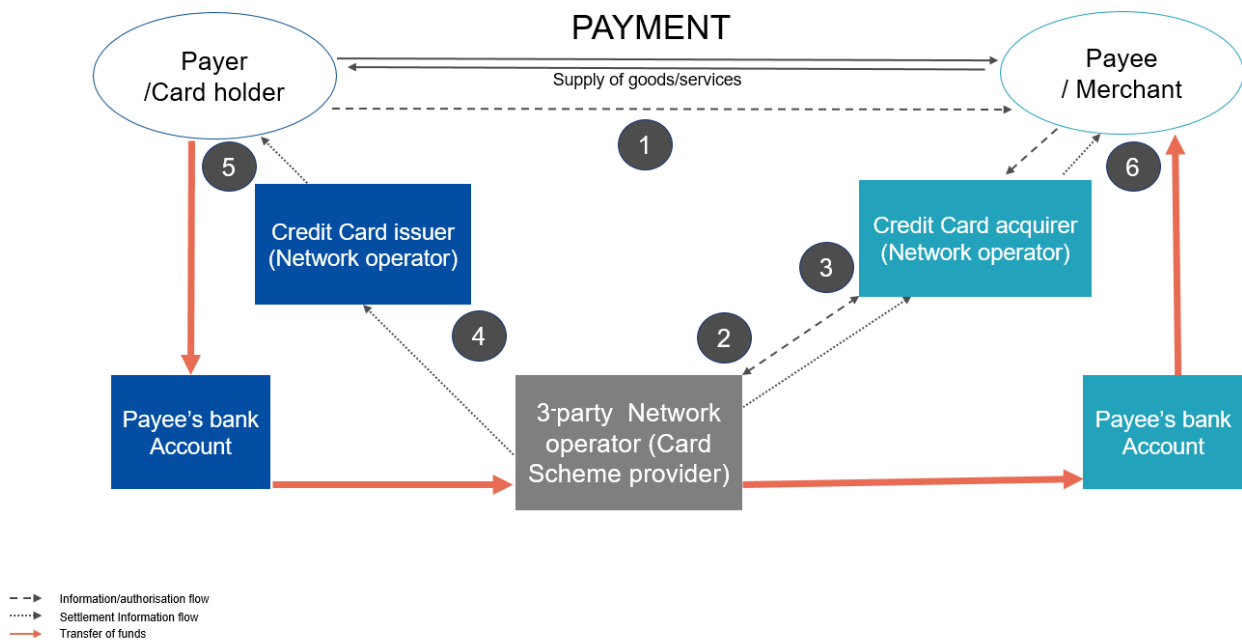 PAYMENT
Payer
/Card holder
Supply of goods/services
Payee
/ Merchant
1
5
6
Credit Card issuer
(Network operator)
Credit Card acquirer
(Network operator)
3
4
2
Payee's bank
Account
3-party Network
operator (Card
Scheme provider)
Payee's bank
Account
Information/authorisation flow
Settlement Information flow
Transfer of funds